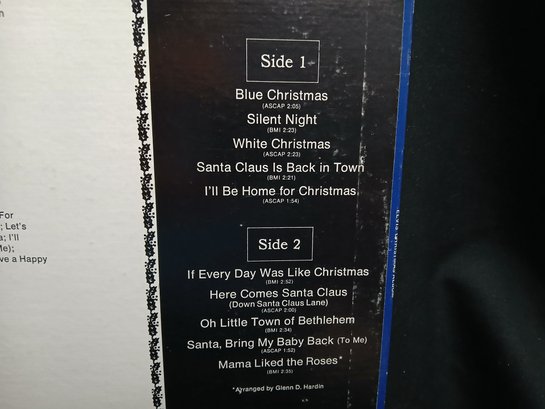 n
For
; Let's
a; I'll
Me);
ve a Happy
Side 1
Blue Christmas
(ASCAP 2:05)
Silent Night
(BMI 2:23)
White Christmas
(ASCAP 2:23)
Santa Claus Is Back in Town
(BMI 2:21)
I'll Be Home for Christmas
(ASCAP 1:54)
Side 2
If Every Day Was Like Christmas
(BMI 2:52)
Here Comes Santa Claus
(Down Santa Claus Lane)
(ASCAP 2:00)
Oh Little Town of Bethlehem
(BMI 2:34)
Santa, Bring My Baby Back (To Me)
(ASCAP 1:52)
Mama Liked the Roses*
(BMI 2:35)
*Arranged by Glenn D. Hardin